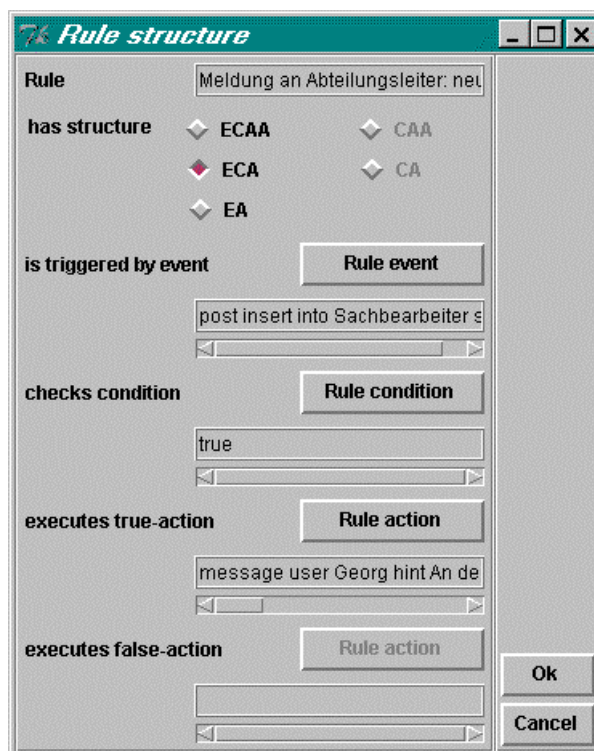 Rule structure
Rule Meldung an Abteilungsleiter: neu
has structure ECAA CAA
ECA CA
EA
is triggered by event Rule event
post insert into Sachbearbeiter s
checks condition Rule condition
true
executes true-action Rule action
message user Georg hint An de
executes false-action Rule action
Ok
Cancel